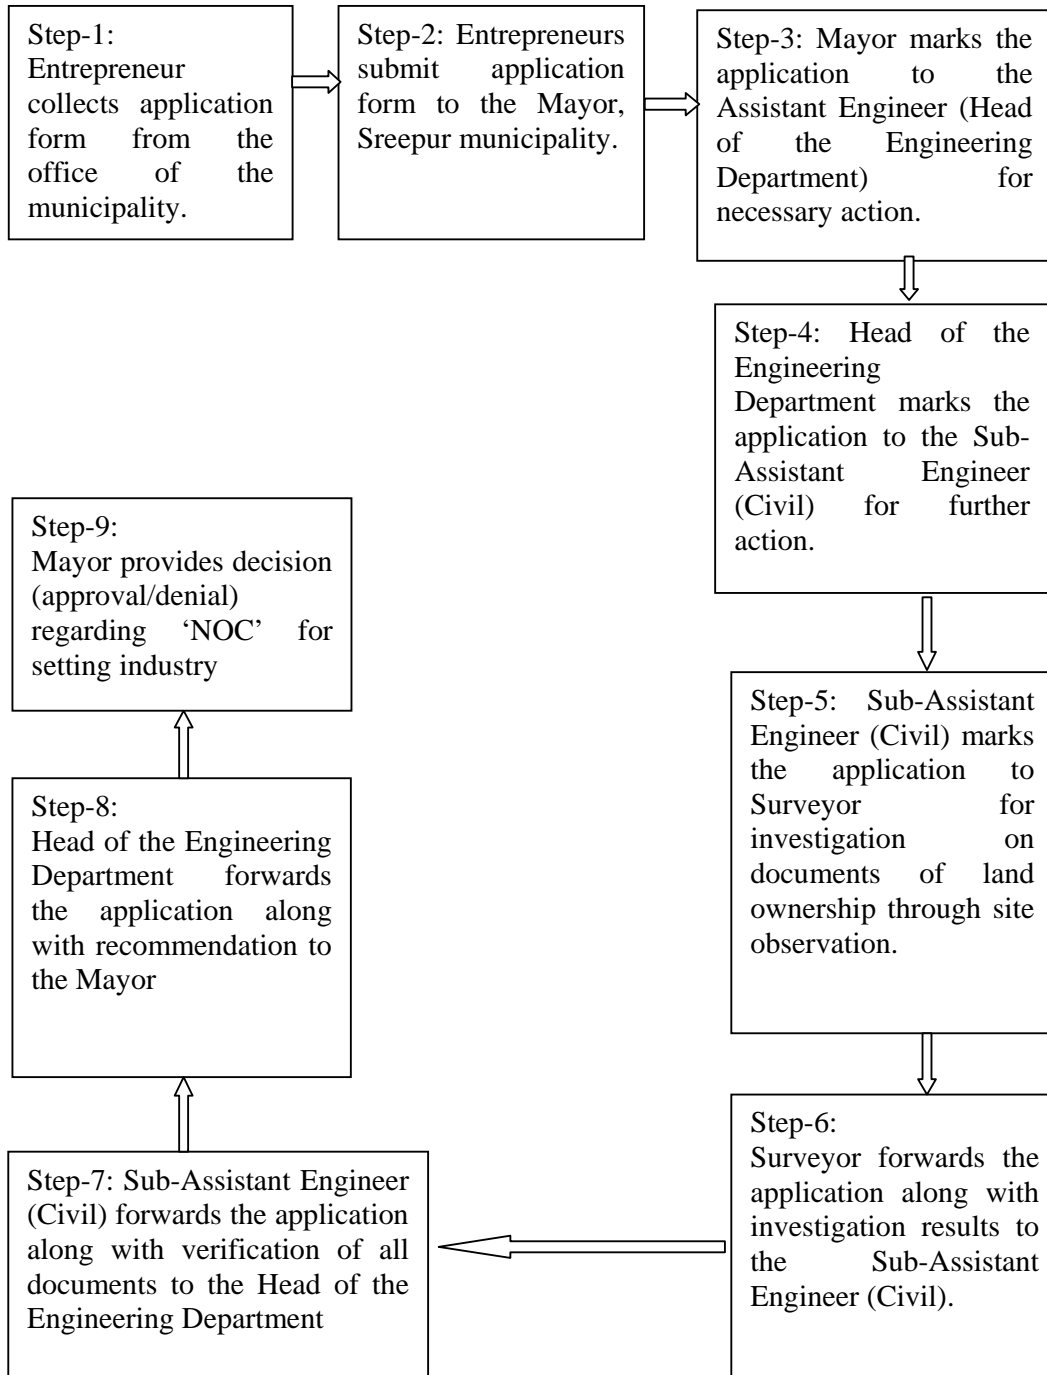 Step-1:
Entrepreneur
collects application
form from the
office of the
municipality.
Step-2: Entrepreneurs
submit application
form to the Mayor,
Sreepur municipality.
Step-3: Mayor marks the
application to the
Assistant Engineer (Head
of the Engineering
Department) for
necessary action.
Step-4: Head of the
Engineering
Department marks the
application to the Sub-
Assistant Engineer
(Civil) for further
action.
Step-5: Sub-Assistant
Engineer (Civil) marks
the application to
Surveyor for
investigation on
documents of land
ownership through site
observation.
Step-6:
Surveyor forwards the
application along with
investigation results to
the Sub-Assistant
Engineer (Civil).
Step-7: Sub-Assistant Engineer
(Civil) forwards the application
along with verification of all
documents to the Head of the
Engineering Department
Step-8:
Head of the Engineering
Department forwards
the application along
with recommendation to
the Mayor
Step-9:
Mayor provides decision
(approval/denial)
regarding ‘NOC’ for
setting industry